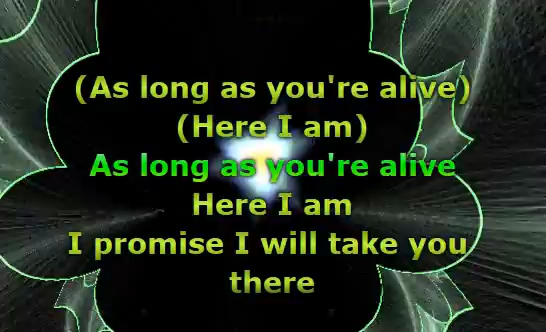 (As long as you're alive)
(Here I am)
As long as you're alive
Here I am
I promise I will take you
there